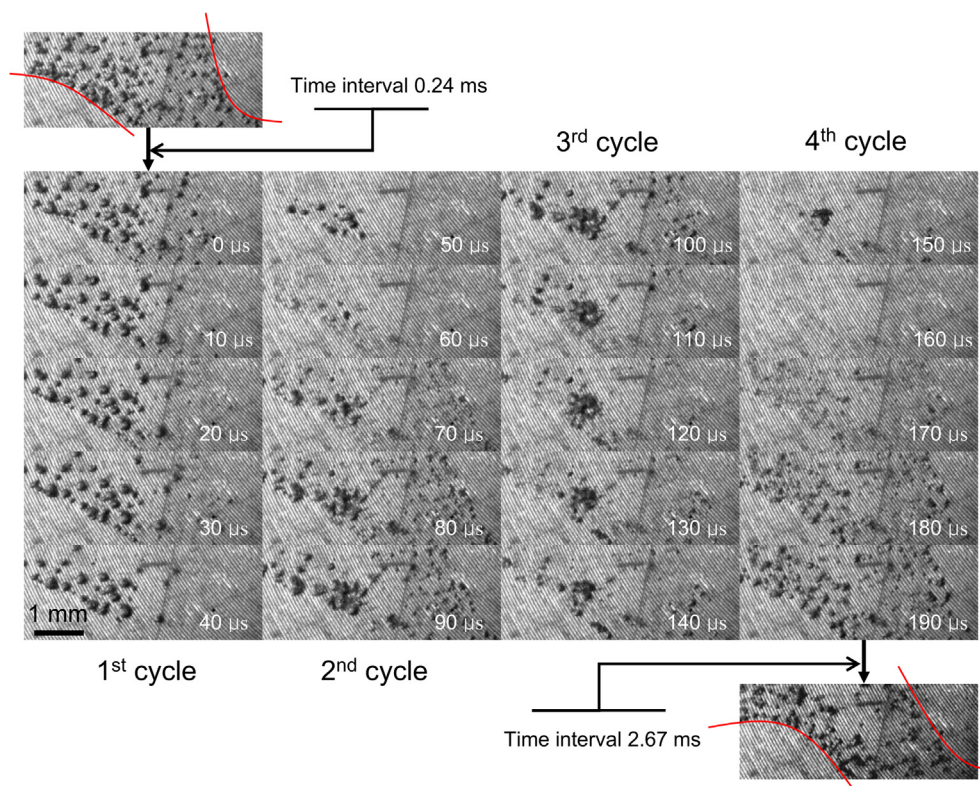 Time interval 0.24 ms
3rd cycle
4th cycle
0 µs
50 µs
100 µs
150 µs
10 µs
60 µs
110 µs
160 µs
20 µs
70 µs
120 µs
170 µs
30 µs
80 µs
130 µs
180 µs
1 mm
40 µs
90 µs
140 µs
190 µs
1st cycle
2nd cycle
Time interval 2.67 ms